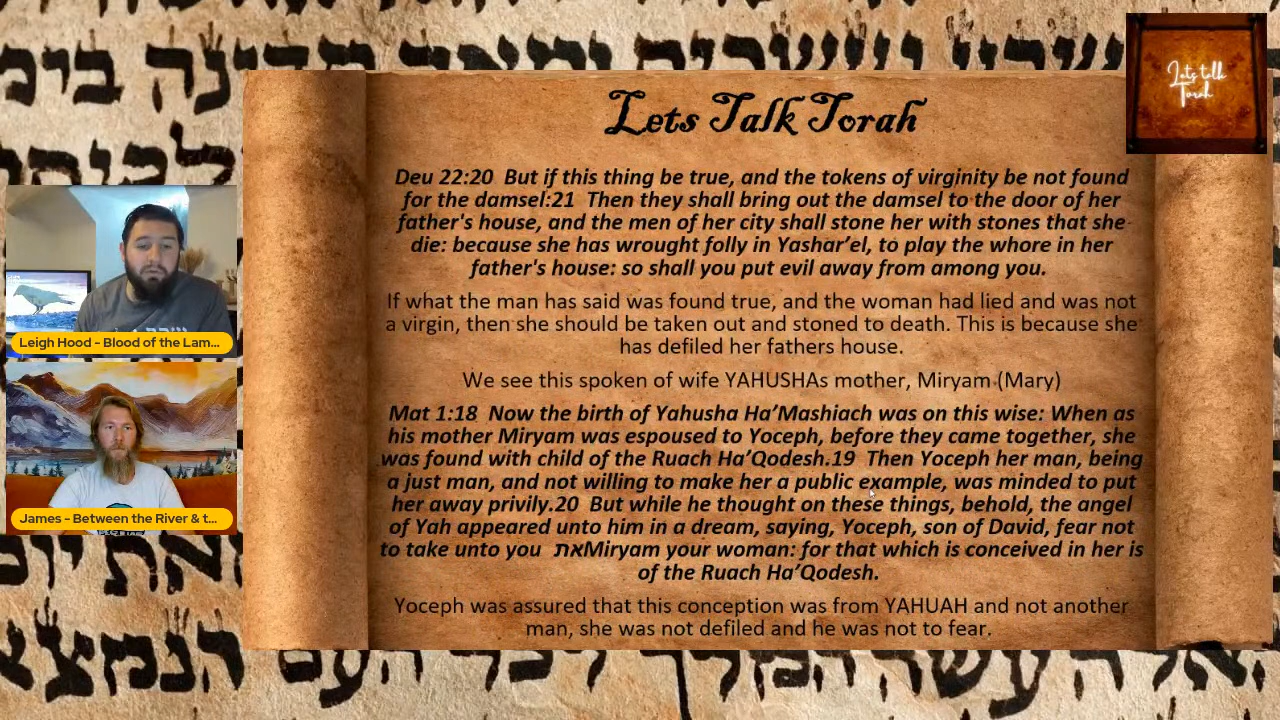 Lets Talk Torah
Lets talk
Torah
Deu 22:20  But if this thing be true, and the tokens of virginity be not found
for the damsel:21  Then they shall bring out the damsel to the door of her
father's house, and the men of her city shall stone her with stones that she
die: because she has wrought folly in Yashar’el, to play the whore in her
father's house: so shall you put evil away from among you.
If what the man has said was found true, and the woman had lied and was not
a virgin, then she should be taken out and stoned to death. This is because she
has defiled her fathers house.
We see this spoken of wife YAHUSHAs mother, Miryam (Mary)
Mat 1:18  Now the birth of Yahusha Ha’Mashiach was on this wise: When as
his mother Miryam was espoused to Yoceph, before they came together, she
was found with child of the Ruach Ha’Qodesh.19  Then Yoceph her man, being
a just man, and not willing to make her a public example, was minded to put
her away privily.20  But while he thought on these things, behold, the angel
of Yah appeared unto him in a dream, saying, Yoceph, son of David, fear not
to take unto you  אתMiryam your woman: for that which is conceived in her is
of the Ruach Ha’Qodesh.
Yoceph was assured that this conception was from YAHUAH and not another
man, she was not defiled and he was not to fear.
Leigh Hood - Blood of the Lam...
James - Between the River & t...